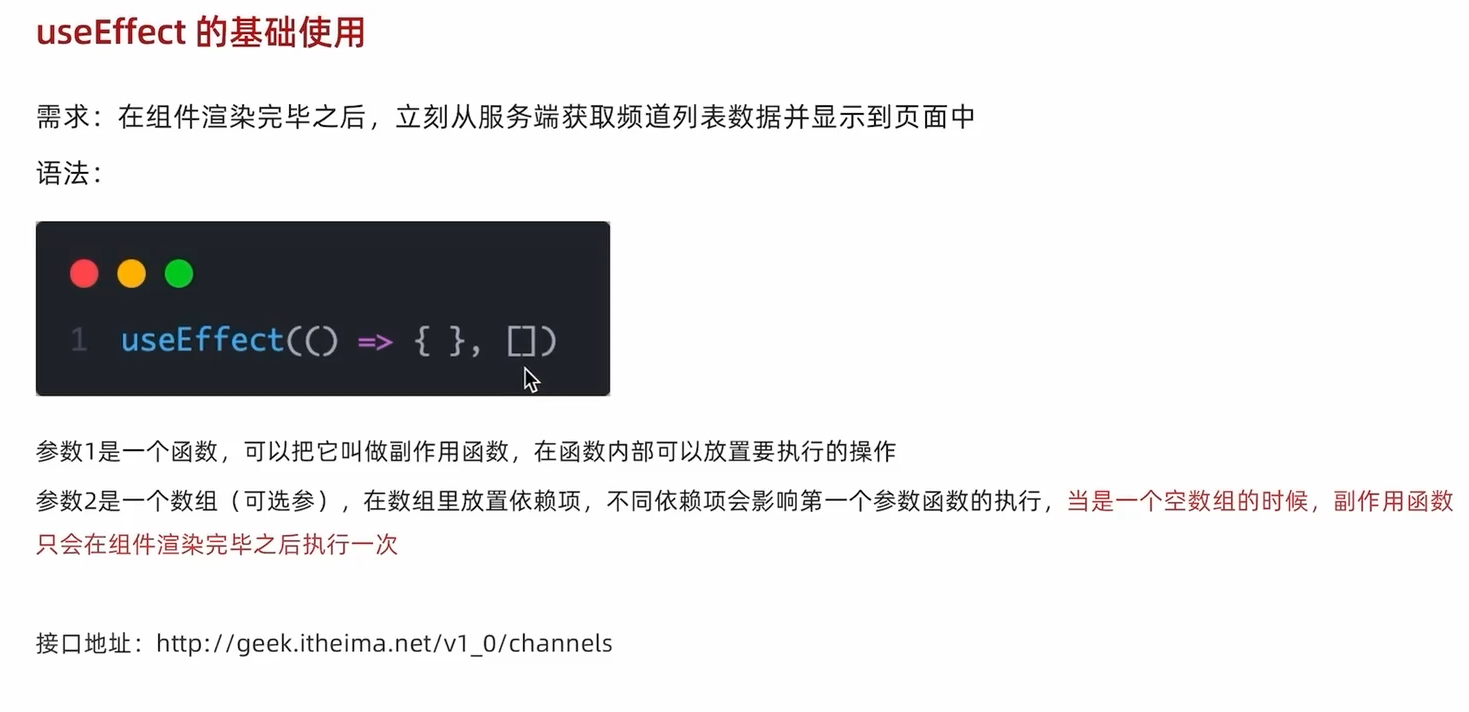 useEffect 的基础使用
需求：在组件渲染完毕之后，立刻从服务端获取频道列表数据并显示到页面中
语法：
1 useEffect(() => { }, [])
参数1是一个函数，可以把它叫做副作用函数，在函数内部可以放置要执行的操作
参数2是一个数组（可选参），在数组里放置依赖项，不同依赖项会影响第一个参数函数的执行，当是一个空数组的时候，副作用函数
只会在组件渲染完毕之后执行一次
接口地址：http://geek.itheima.net/v1_0/channels